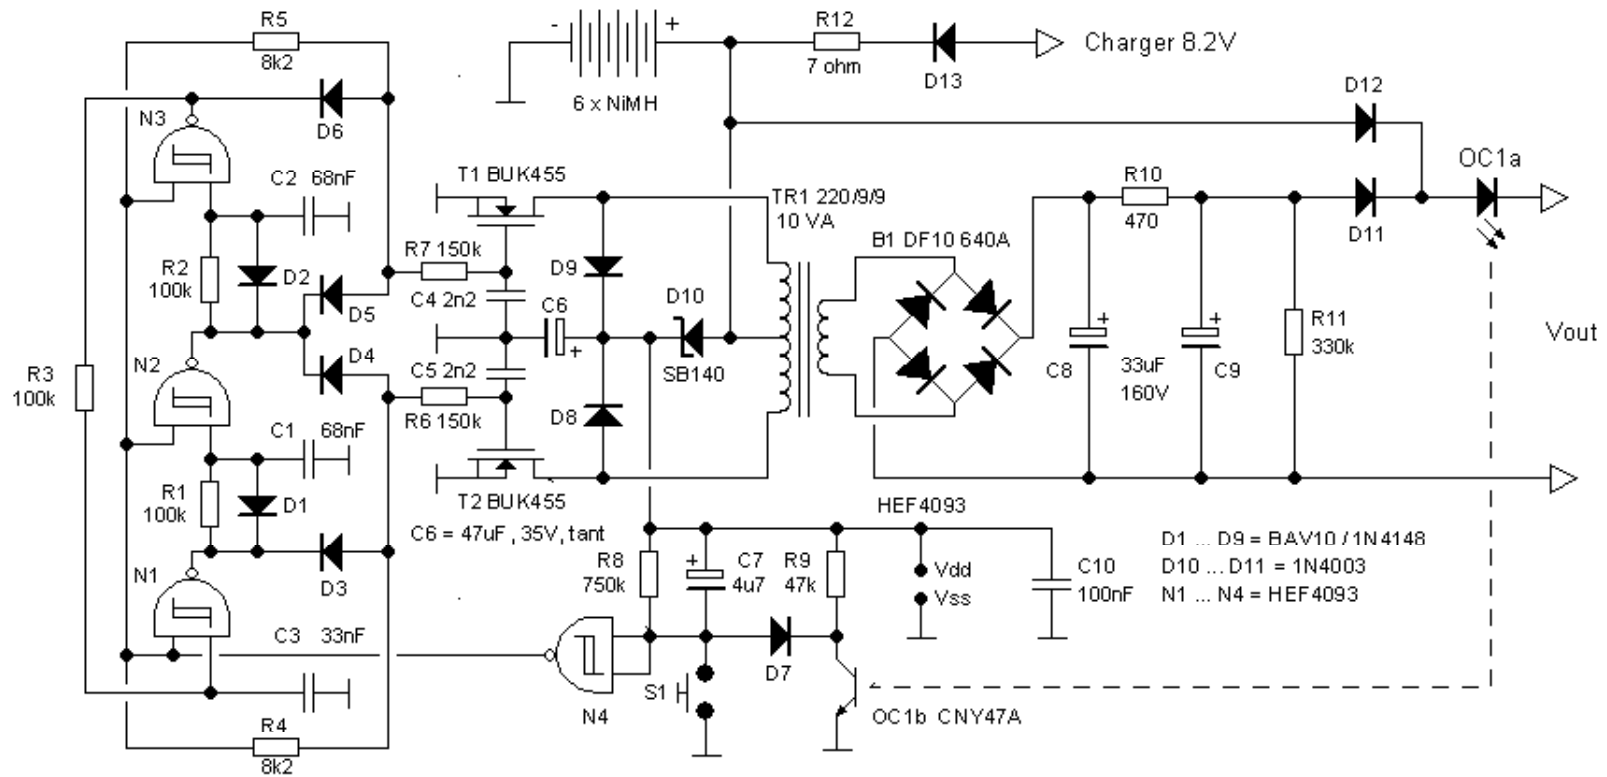 R5
8k2
- +
6 x NiMH
R12
7 ohm
D13
Charger 8.2V
D12
N3
D6
C2 68nF
T1 BUK455
TR1 220/9/9
10 VA
R10
470
D11
OC1a
R7 150k
B1 DF10 640A
R2
100k
D2
D5
C4 2n2
D9
C6
+
D10
SB140
R3
100k
N2
D4
C5 2n2
R6 150k
D8
C8
+
33uF
160V
+
C9
R11
330k
Vout
C1 68nF
R1
100k
D1
T2 BUK455
C6 = 47uF, 35V, tant
HEF4093
N1
D3
R8
750k
+
C7
4u7
R9
47k
Vdd
Vss
C10
100nF
D1 ... D9 = BAV10 / 1N4148
D10 ... D11 = 1N4003
N1 ... N4 = HEF4093
C3 33nF
N4
S1
D7
OC1b CNY47A
R4
8k2